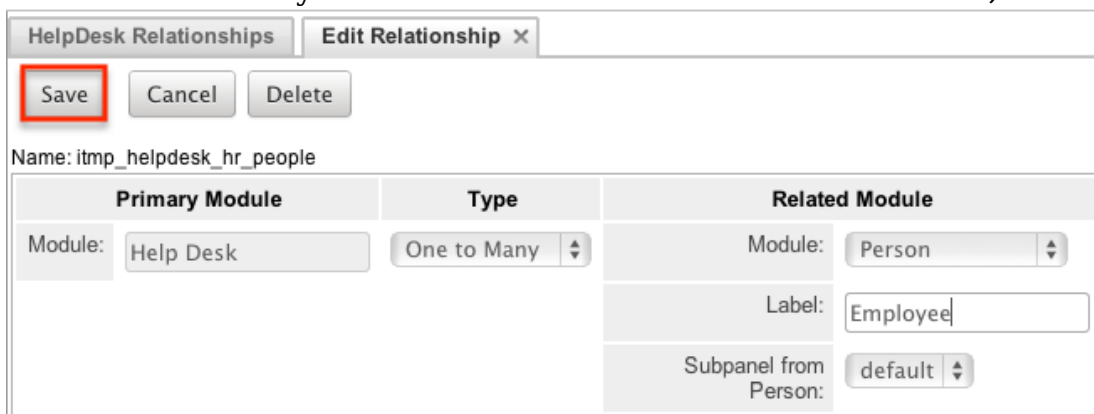 HelpDesk Relationships Edit Relationship ×
Save Cancel Delete
Name: itmp_helpdesk_hr_people
Primary Module Type Related Module
Module: Help Desk One to Many Module: Person
Label: Employee
Subpanel from Person: default